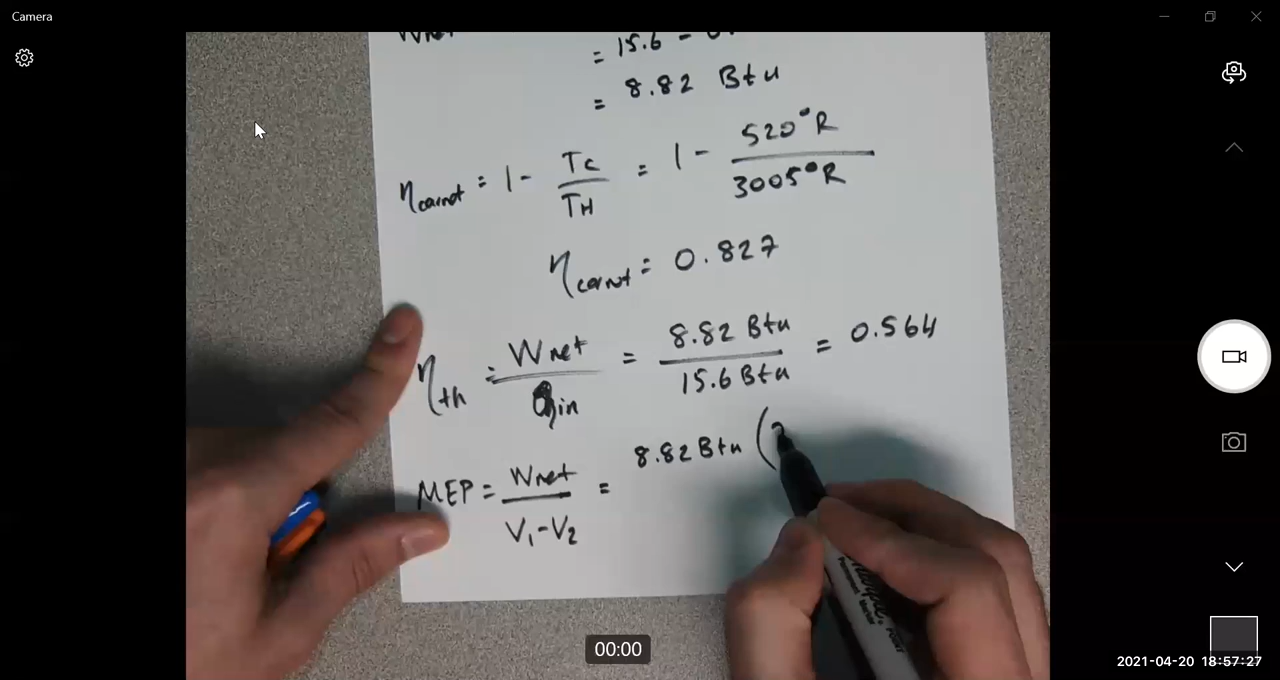 Camera
Wnet
= 15.6 -
= 8.82 Btu
ηcarnot = 1 - Tc/TH = 1 - 520°R/3005°R
ηcarnot = 0.827
ηth = Wnet/Qin = 8.82 Btu/15.6 Btu = 0.564
MEP = Wnet/V₁-V₂ = 8.82 Btu (
00:00
2021-04-20 18:57:27